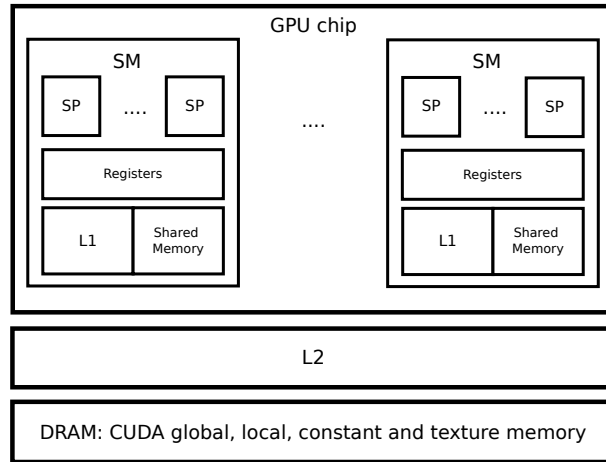 GPU chip
SM
SP .... SP
Registers
L1
Shared
Memory
....
SM
SP .... SP
Registers
L1
Shared
Memory
L2
DRAM: CUDA global, local, constant and texture memory